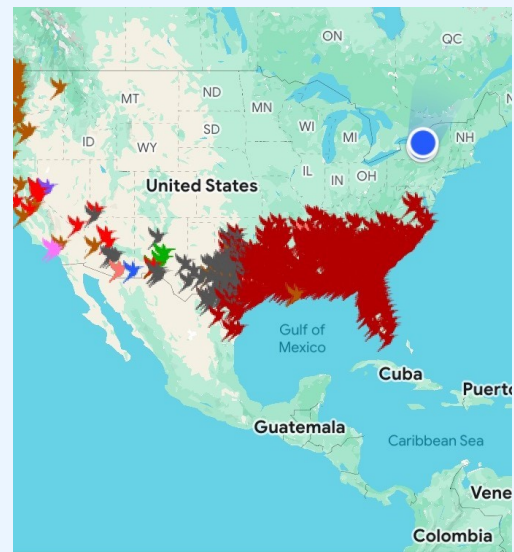 ON
QC
MT
ND
MN
NH
ID
SD
WI
MI
WY
United States
IL
IN
OH
Gulf of
Mexico
Cuba
Puert
Guatemala
Caribbean Sea
Vene
Colombia